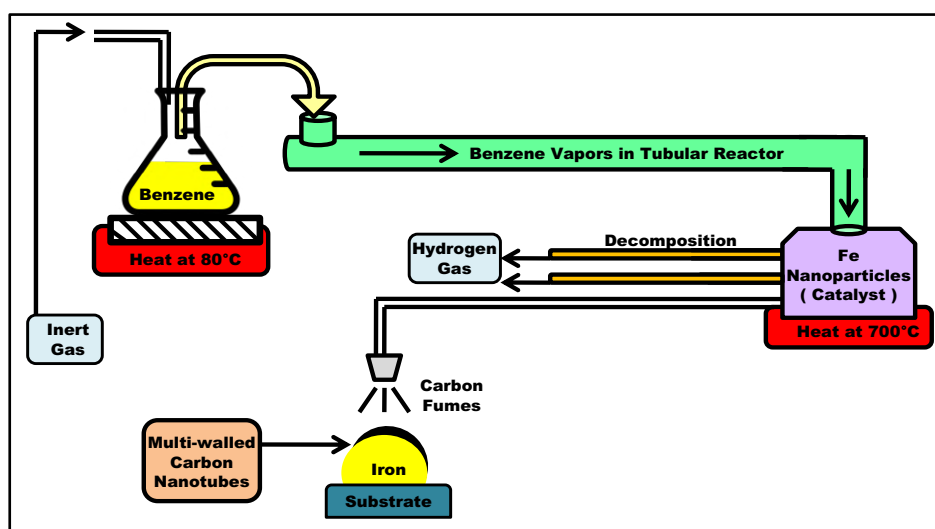 Benzene Vapors in Tubular Reactor
Benzene
Heat at 80°C
Decomposition
Hydrogen
Gas
Fe
Nanoparticles
( Catalyst )
Heat at 700°C
Inert
Gas
Carbon
Fumes
Multi-walled
Carbon
Nanotubes
Iron
Substrate